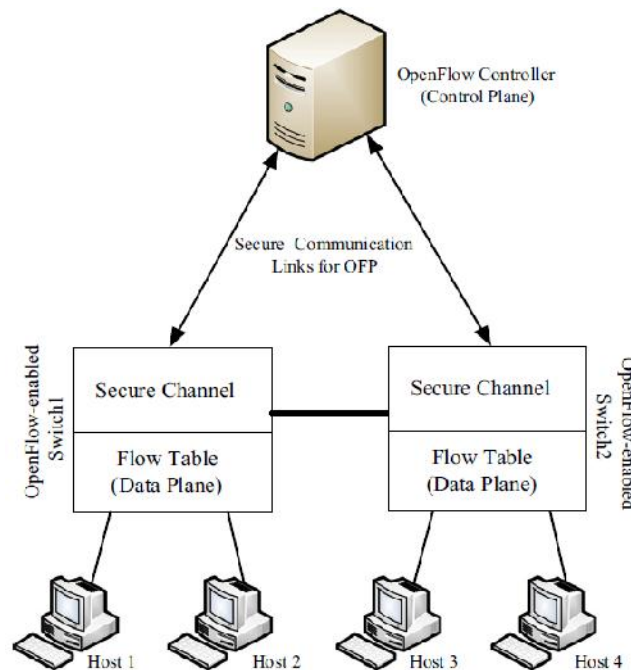 OpenFlow Controller
(Control Plane)
Secure Communication
Links for OFP
OpenFlow-enabled
Switch1
Secure Channel
Flow Table
(Data Plane)
Secure Channel
Flow Table
(Data Plane)
OpenFlow-enabled
Switch2
Host 1
Host 2
Host 3
Host 4